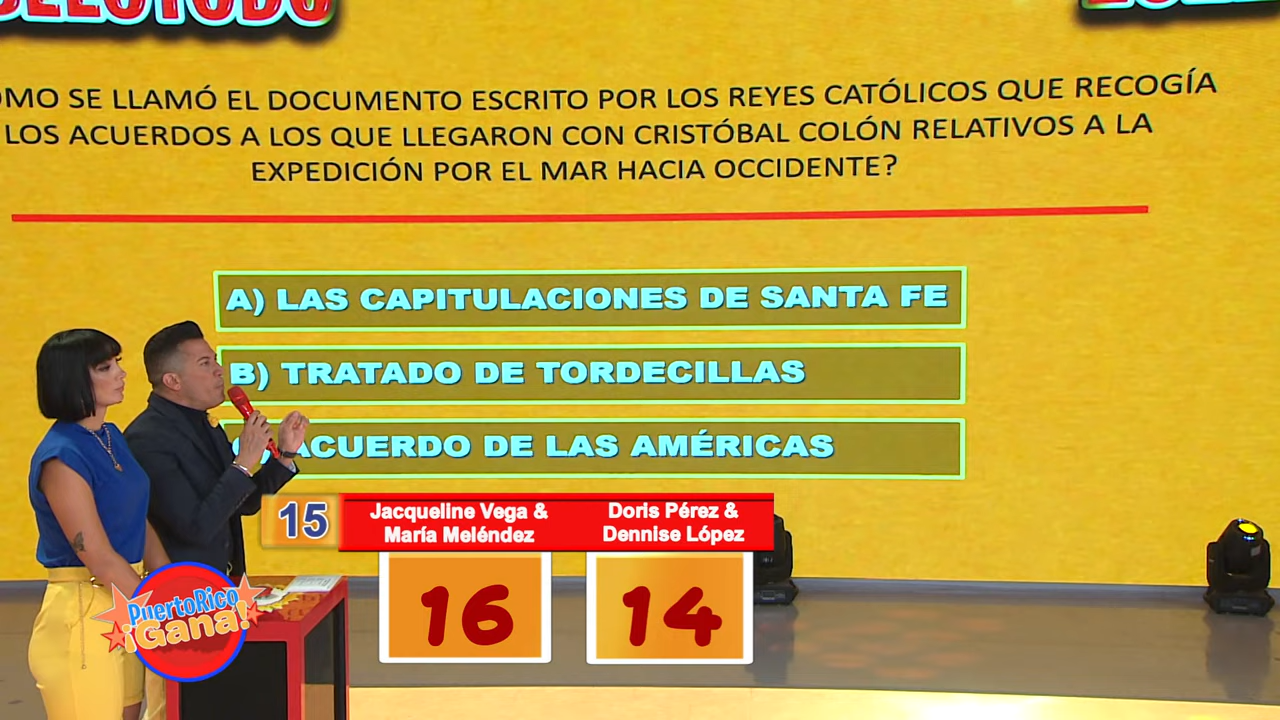 MO SE LLAMÓ EL DOCUMENTO ESCRITO POR LOS REYES CATÓLICOS QUE RECOGÍA
LOS ACUERDOS A LOS QUE LLEGARON CON CRISTÓBAL COLÓN RELATIVOS A LA
EXPEDICIÓN POR EL MAR HACIA OCCIDENTE?
A) LAS CAPITULACIONES DE SANTA FE
B) TRATADO DE TORDECILLAS
ACUERDO DE LAS AMÉRICAS
15
Jacqueline Vega &
María Meléndez
Doris Pérez &
Dennise López
16
14
PuertoRico
¡Gana!